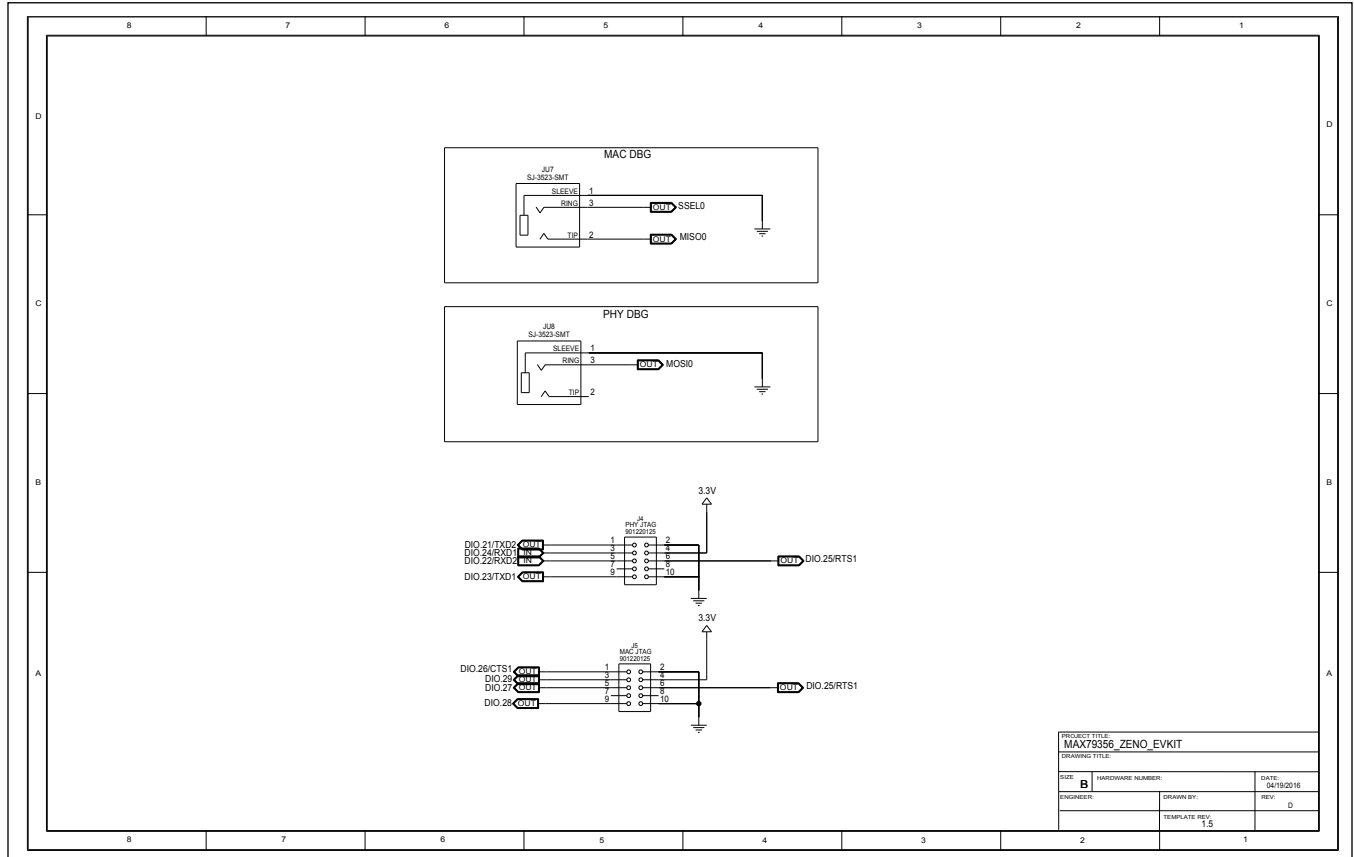 8 7 6 5 4 3 2 1
D D
MAC DBG
JU7
SJ-3523-SMT
SLEEVE 1
RING 3 OUT SSEL0
TIP 2 OUT MISO0
C C
PHY DBG
JU8
SJ-3523-SMT
SLEEVE 1
RING 3 OUT MOSI0
TIP 2
B B
3.3V
J4
PHY JTAG
901220125
DIO.21/TXD2 OUT 1 2
DIO.24/RXD1 IN 3 4
DIO.22/RXD2 IN 5 6 OUT DIO.25/RTS1
7 8
DIO.23/TXD1 OUT 9 10
3.3V
J5
MAC JTAG
901220125
DIO.26/CTS1 OUT 1 2
DIO.29 OUT 3 4
DIO.27 OUT 5 6 OUT DIO.25/RTS1
7 8
DIO.28 OUT 9 10
A A
PROJECT TITLE:
MAX79356_ZENO_EVKIT
DRAWING TITLE:
SIZE B HARDWARE NUMBER: DATE: 04/19/2016
ENGINEER: DRAWN BY: REV: D
TEMPLATE REV: 1.5
8 7 6 5 4 3 2 1